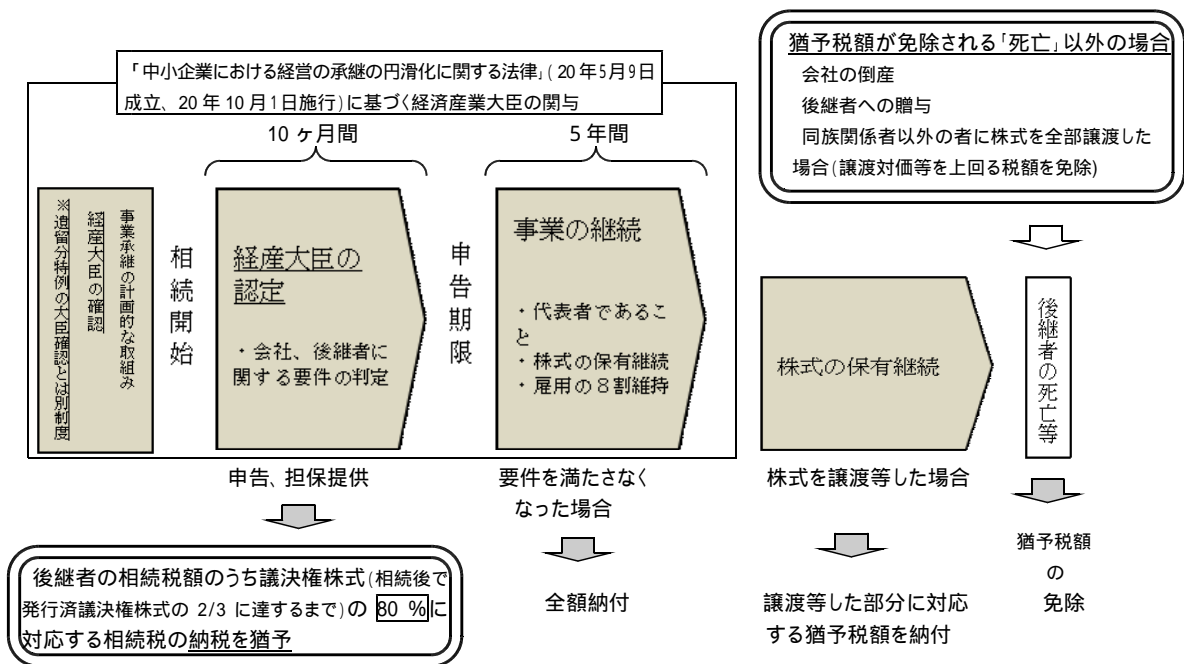 「中小企業における経営の承継の円滑化に関する法律」(20年5月9日
成立、20年10月1日施行)に基づく経済産業大臣の関与
猶予税額が免除される「死亡」以外の場合
会社の倒産
後継者への贈与
同族関係者以外の者に株式を全部譲渡した
場合(譲渡対価等を上回る税額を免除)
10ヶ月間
5年間
事業承継の計画的な取組み
経産大臣の確認
※遺留分特例の大臣確認とは別制度
相続開始
経産大臣の
認定
・会社、後継者に
関する要件の判定
申告期限
事業の継続
・代表者であるこ
と
・株式の保有継続
・雇用の8割維持
株式の保有継続
後継者の死亡等
申告、担保提供
要件を満たさなく
なった場合
株式を譲渡等した場合
後継者の相続税額のうち議決権株式(相続後で
発行済議決権株式の2/3に達するまで)の 80 %に
対応する相続税の納税を猶予
全額納付
譲渡等した部分に対応
する猶予税額を納付
猶予税額
の
免除